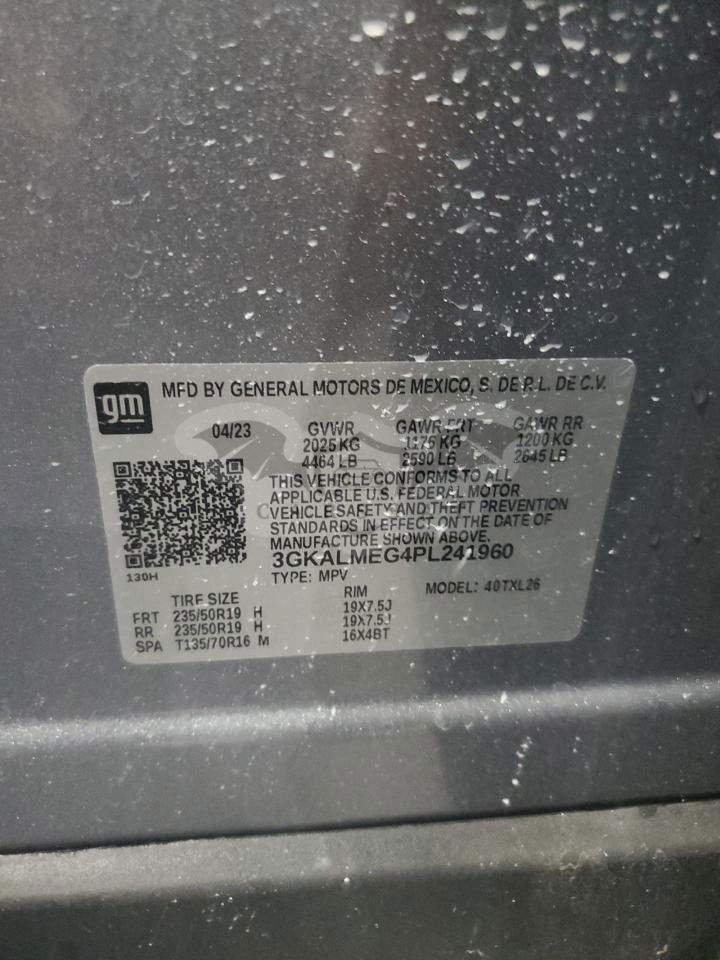 gm
MFD BY GENERAL MOTORS DE MEXICO, S. DE R.L. DE C.V.
04/23 GVWR GAWR FRT GAWR RR
2025 KG 1175 KG 1200 KG
4464 LB 2590 LB 2645 LB
THIS VEHICLE CONFORMS TO ALL
APPLICABLE U.S. FEDERAL MOTOR
VEHICLE SAFETY AND THEFT PREVENTION
STANDARDS IN EFFECT ON THE DATE OF
MANUFACTURE SHOWN ABOVE.
3GKALMEG4PL241960
130H
TYPE: MPV
MODEL: 40TXL26
TIRE SIZE RIM
FRT 235/50R19 H 19X7.5J
RR 235/50R19 H 19X7.5J
SPA T135/70R16 M 16X4BT